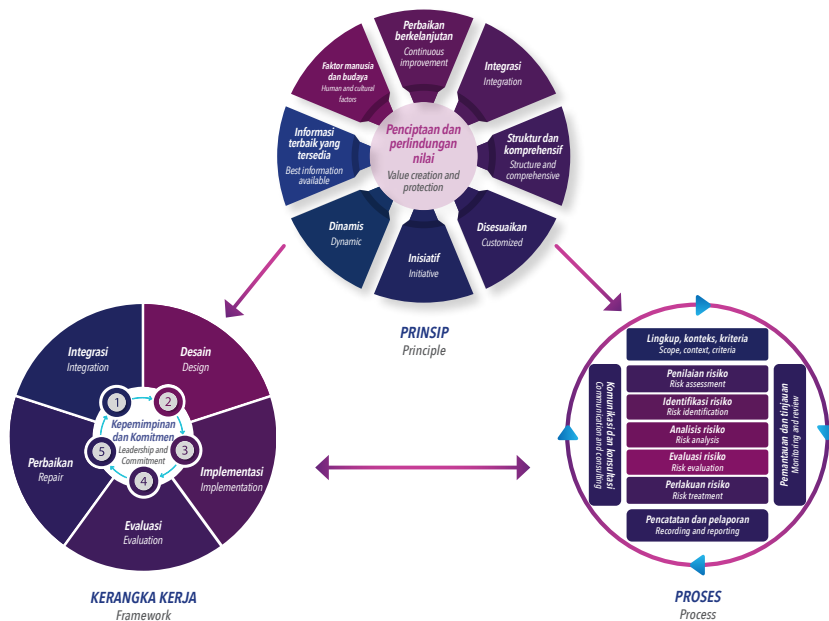 Perbaikan
berkelanjutan
Continuous
improvement
Integrasi
Integration
Struktur dan
komprehensif
Structure and
comprehensive
Disesuaikan
Customized
Inisiatif
Initiative
Dinamis
Dynamic
Informasi
terbaik yang
tersedia
Best information
available
Faktor manusia
dan budaya
Human and cultural
factors
Penciptaan dan
perlindungan
nilai
Value creation and
protection
PRINSIP
Principle
Integrasi
Integration
Desain
Design
Implementasi
Implementation
Evaluasi
Evaluation
Perbaikan
Repair
1
2
3
4
5
Kepemimpinan
dan Komitmen
Leadership and
Commitment
KERANGKA KERJA
Framework
Lingkup, konteks, kriteria
Scope, context, criteria
Komunikasi dan konsultasi
Communication and consulting
Penilaian risiko
Risk assessment
Identifikasi risiko
Risk identification
Analisis risiko
Risk analysis
Evaluasi risiko
Risk evaluation
Perlakuan risiko
Risk treatment
Pemantauan dan tinjauan
Monitoring and review
Pencatatan dan pelaporan
Recording and reporting
PROSES
Process